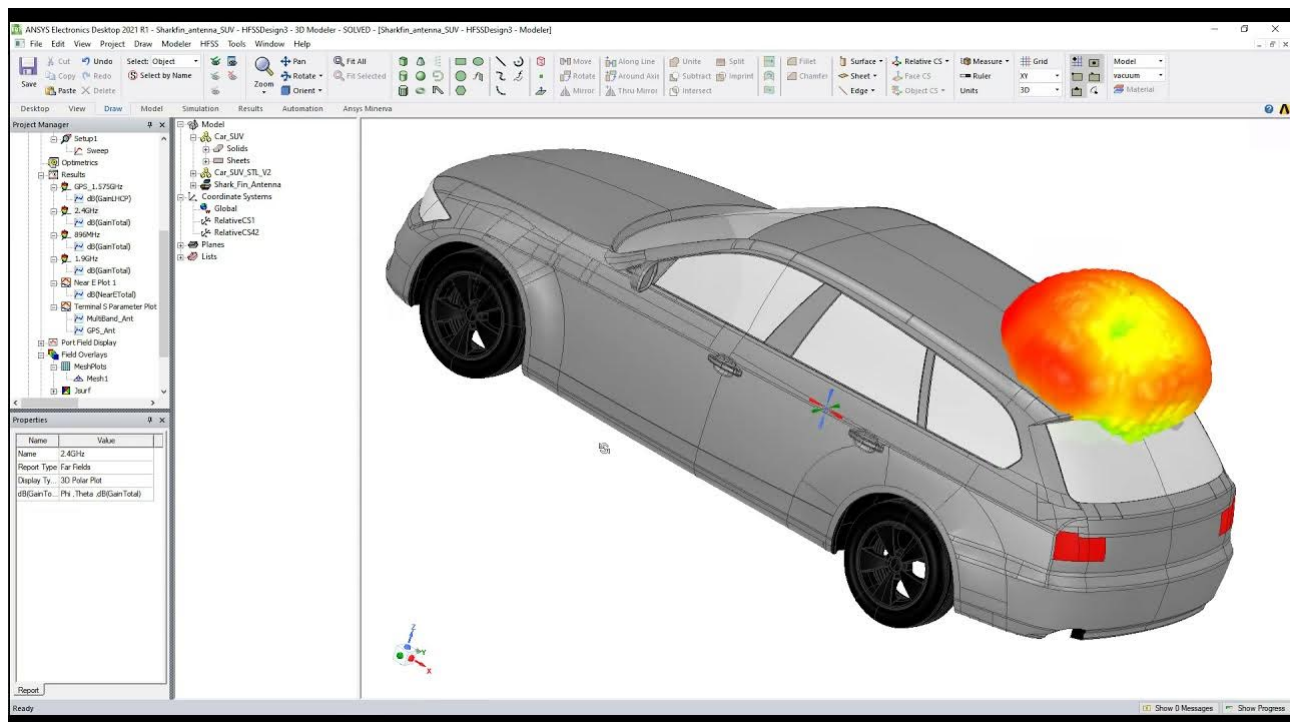 ANSYS Electronics Desktop 2021 R1 - Sharkfin_antenna_SUV - HFSSDesign3 - 3D Modeler - SOLVED - [Sharkfin_antenna_SUV - HFSSDesign3 - Modeler]
File Edit View Project Draw Modeler HFSS Tools Window Help
Save
Cut Undo Select: Object
Copy Redo Select by Name
Paste Delete
Zoom
Pan
Rotate
Orient
Fit All
Fit Selected
Move Along Line Unite Split Fillet
Rotate Around Axis Subtract Imprint Chamfer
Mirror Thru Mirror Intersect
Surface Relative CS Measure Grid Model
Sheet Face CS Ruler XY vacuum
Edge Object CS Units 3D Material
Desktop View Draw Model Simulation Results Automation Ansys Minerva
Project Manager
Setup1
Sweep
Optimetrics
Results
GPS_1.575GHz
dB(GainLHCP)
2.4GHz
dB(GainTotal)
896MHz
dB(GainTotal)
1.9GHz
dB(GainTotal)
Near E Plot 1
dB(NearETotal)
Terminal S Parameter Plot
MultiBand_Ant
GPS_Ant
Port Field Display
Field Overlays
MeshPlots
Mesh1
Jsurf
Model
Car_SUV
Solids
Sheets
Car_SUV_STL_V2
Shark_Fin_Antenna
Coordinate Systems
Global
RelativeCS1
RelativeCS42
Planes
Lists
Properties
Name Value
Name 2.4GHz
Report Type Far Fields
Display Ty... 3D Polar Plot
dB(GainTo... Phi ,Theta ,dB(GainTotal)
Report
Z
Y
X
Ready
Show 0 Messages Show Progress